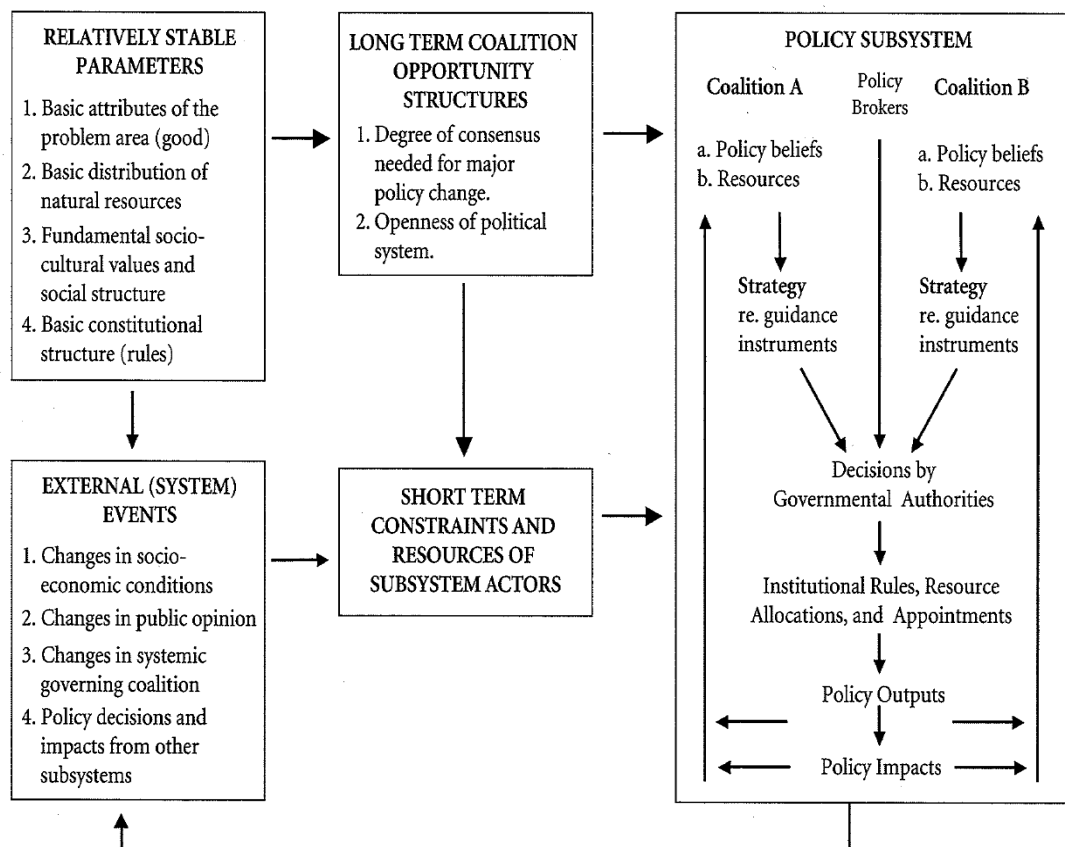 RELATIVELY STABLE
PARAMETERS
1. Basic attributes of the
problem area (good)
2. Basic distribution of
natural resources
3. Fundamental socio-
cultural values and
social structure
4. Basic constitutional
structure (rules)
LONG TERM COALITION
OPPORTUNITY
STRUCTURES
1. Degree of consensus
needed for major
policy change.
2. Openness of political
system.
EXTERNAL (SYSTEM)
EVENTS
1. Changes in socio-
economic conditions
2. Changes in public opinion
3. Changes in systemic
governing coalition
4. Policy decisions and
impacts from other
subsystems
SHORT TERM
CONSTRAINTS AND
RESOURCES OF
SUBSYSTEM ACTORS
POLICY SUBSYSTEM
Coalition A
a. Policy beliefs
b. Resources
Strategy
re. guidance
instruments
Policy
Brokers
Coalition B
a. Policy beliefs
b. Resources
Strategy
re. guidance
instruments
Decisions by
Governmental Authorities
Institutional Rules, Resource
Allocations, and Appointments
Policy Outputs
Policy Impacts